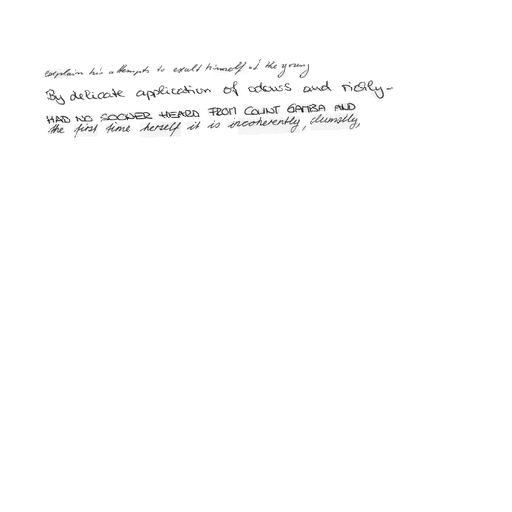 explain his attempts to exalt himself at the young
By delicate application of odours and richly-
HAD NO SOONER HEARD FROM COUNT GAMBA AND
the first time herself it is incoherently, clumsily,